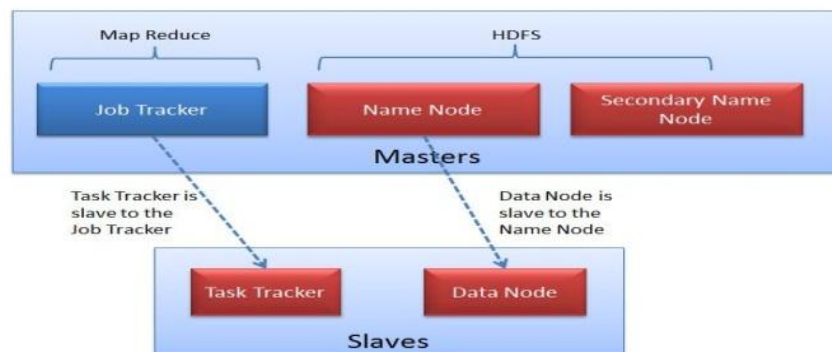 Map Reduce
HDFS
Job Tracker
Name Node
Secondary Name
Node
Masters
Task Tracker is
slave to the
Job Tracker
Data Node is
slave to the
Name Node
Task Tracker
Data Node
Slaves